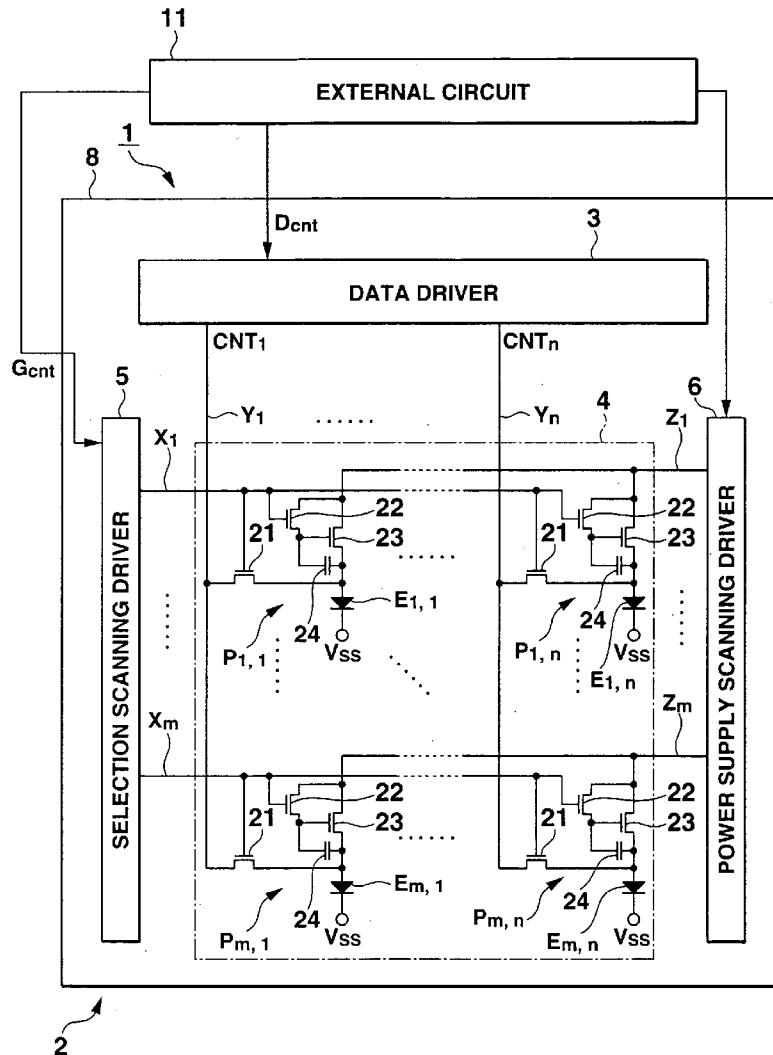 11
EXTERNAL CIRCUIT
1
8
Dcnt
3
DATA DRIVER
CNT1
CNTn
Gcnt
5
Y1
......
Yn
4
6
Z1
X1
22
22
21
23
21
23
......
24
E1, 1
24
P1, 1
VSS
P1, n
VSS
E1, n
SELECTION SCANNING DRIVER
POWER SUPPLY SCANNING DRIVER
Xm
Zm
22
22
21
23
21
23
......
24
Em, 1
24
Pm, 1
VSS
Pm, n
Em, n
VSS
2